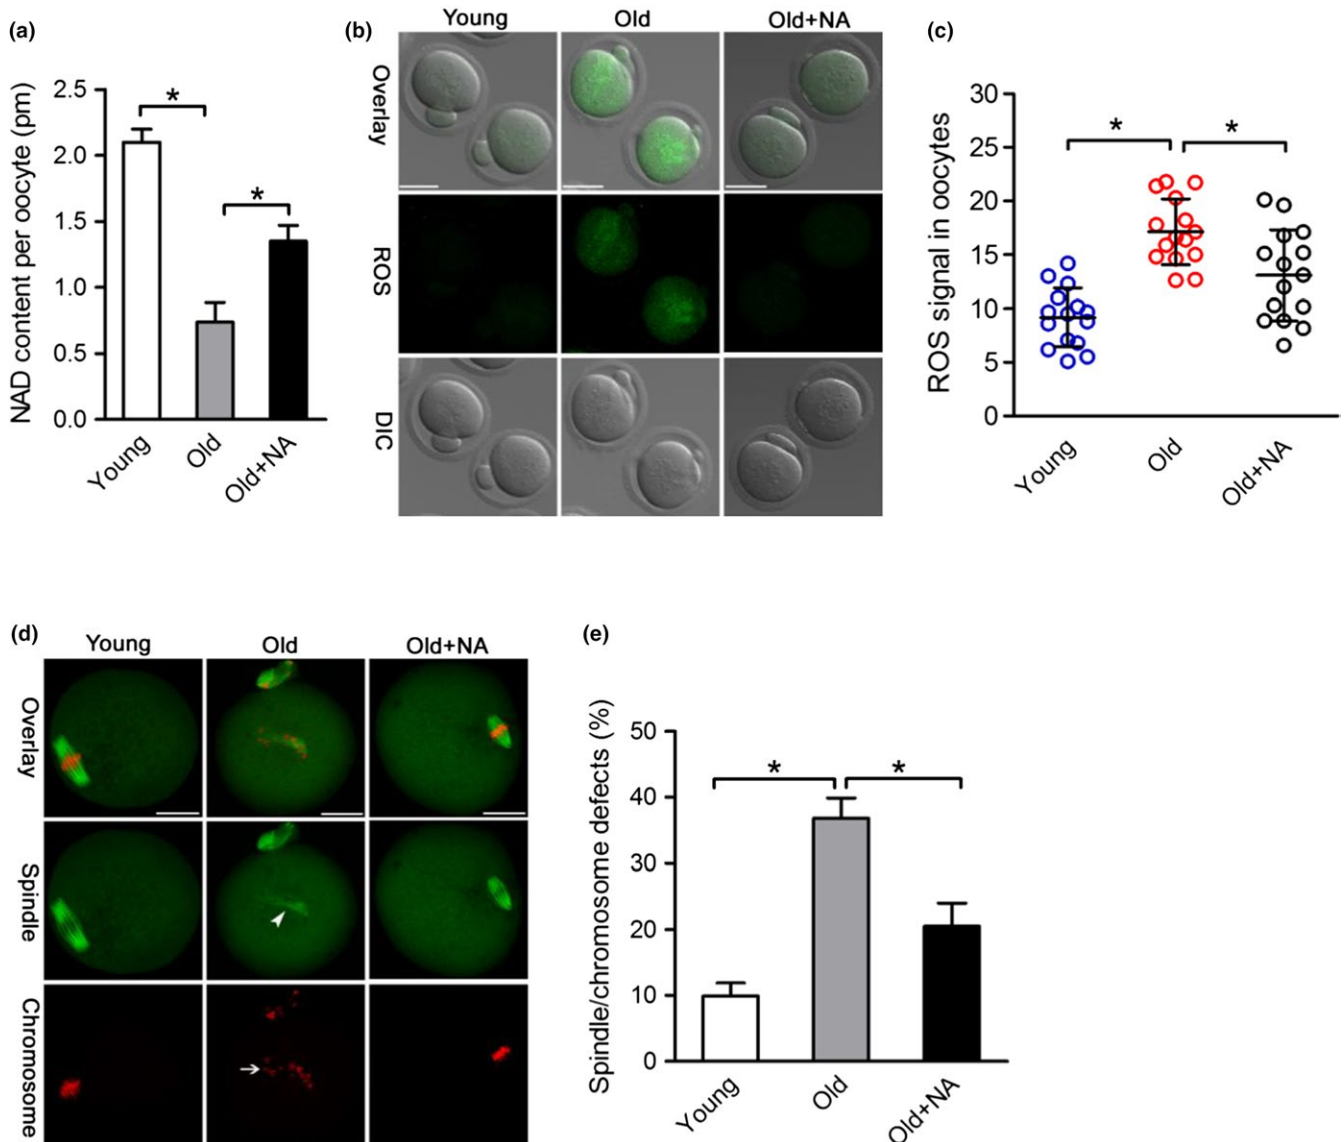 (a)
NAD content per oocyte (pm)
2.5
2.0
1.5
1.0
0.5
0.0
*
*
Young
Old
Old+NA
(b)
Young Old Old+NA
Overlay
ROS
DIC
(c)
ROS signal in oocytes
30
25
20
15
10
5
0
*
*
Young
Old
Old+NA
(d)
Young Old Old+NA
Overlay
Spindle
Chromosome
(e)
Spindle/chromosome defects (%)
50
40
30
20
10
0
*
*
Young
Old
Old+NA